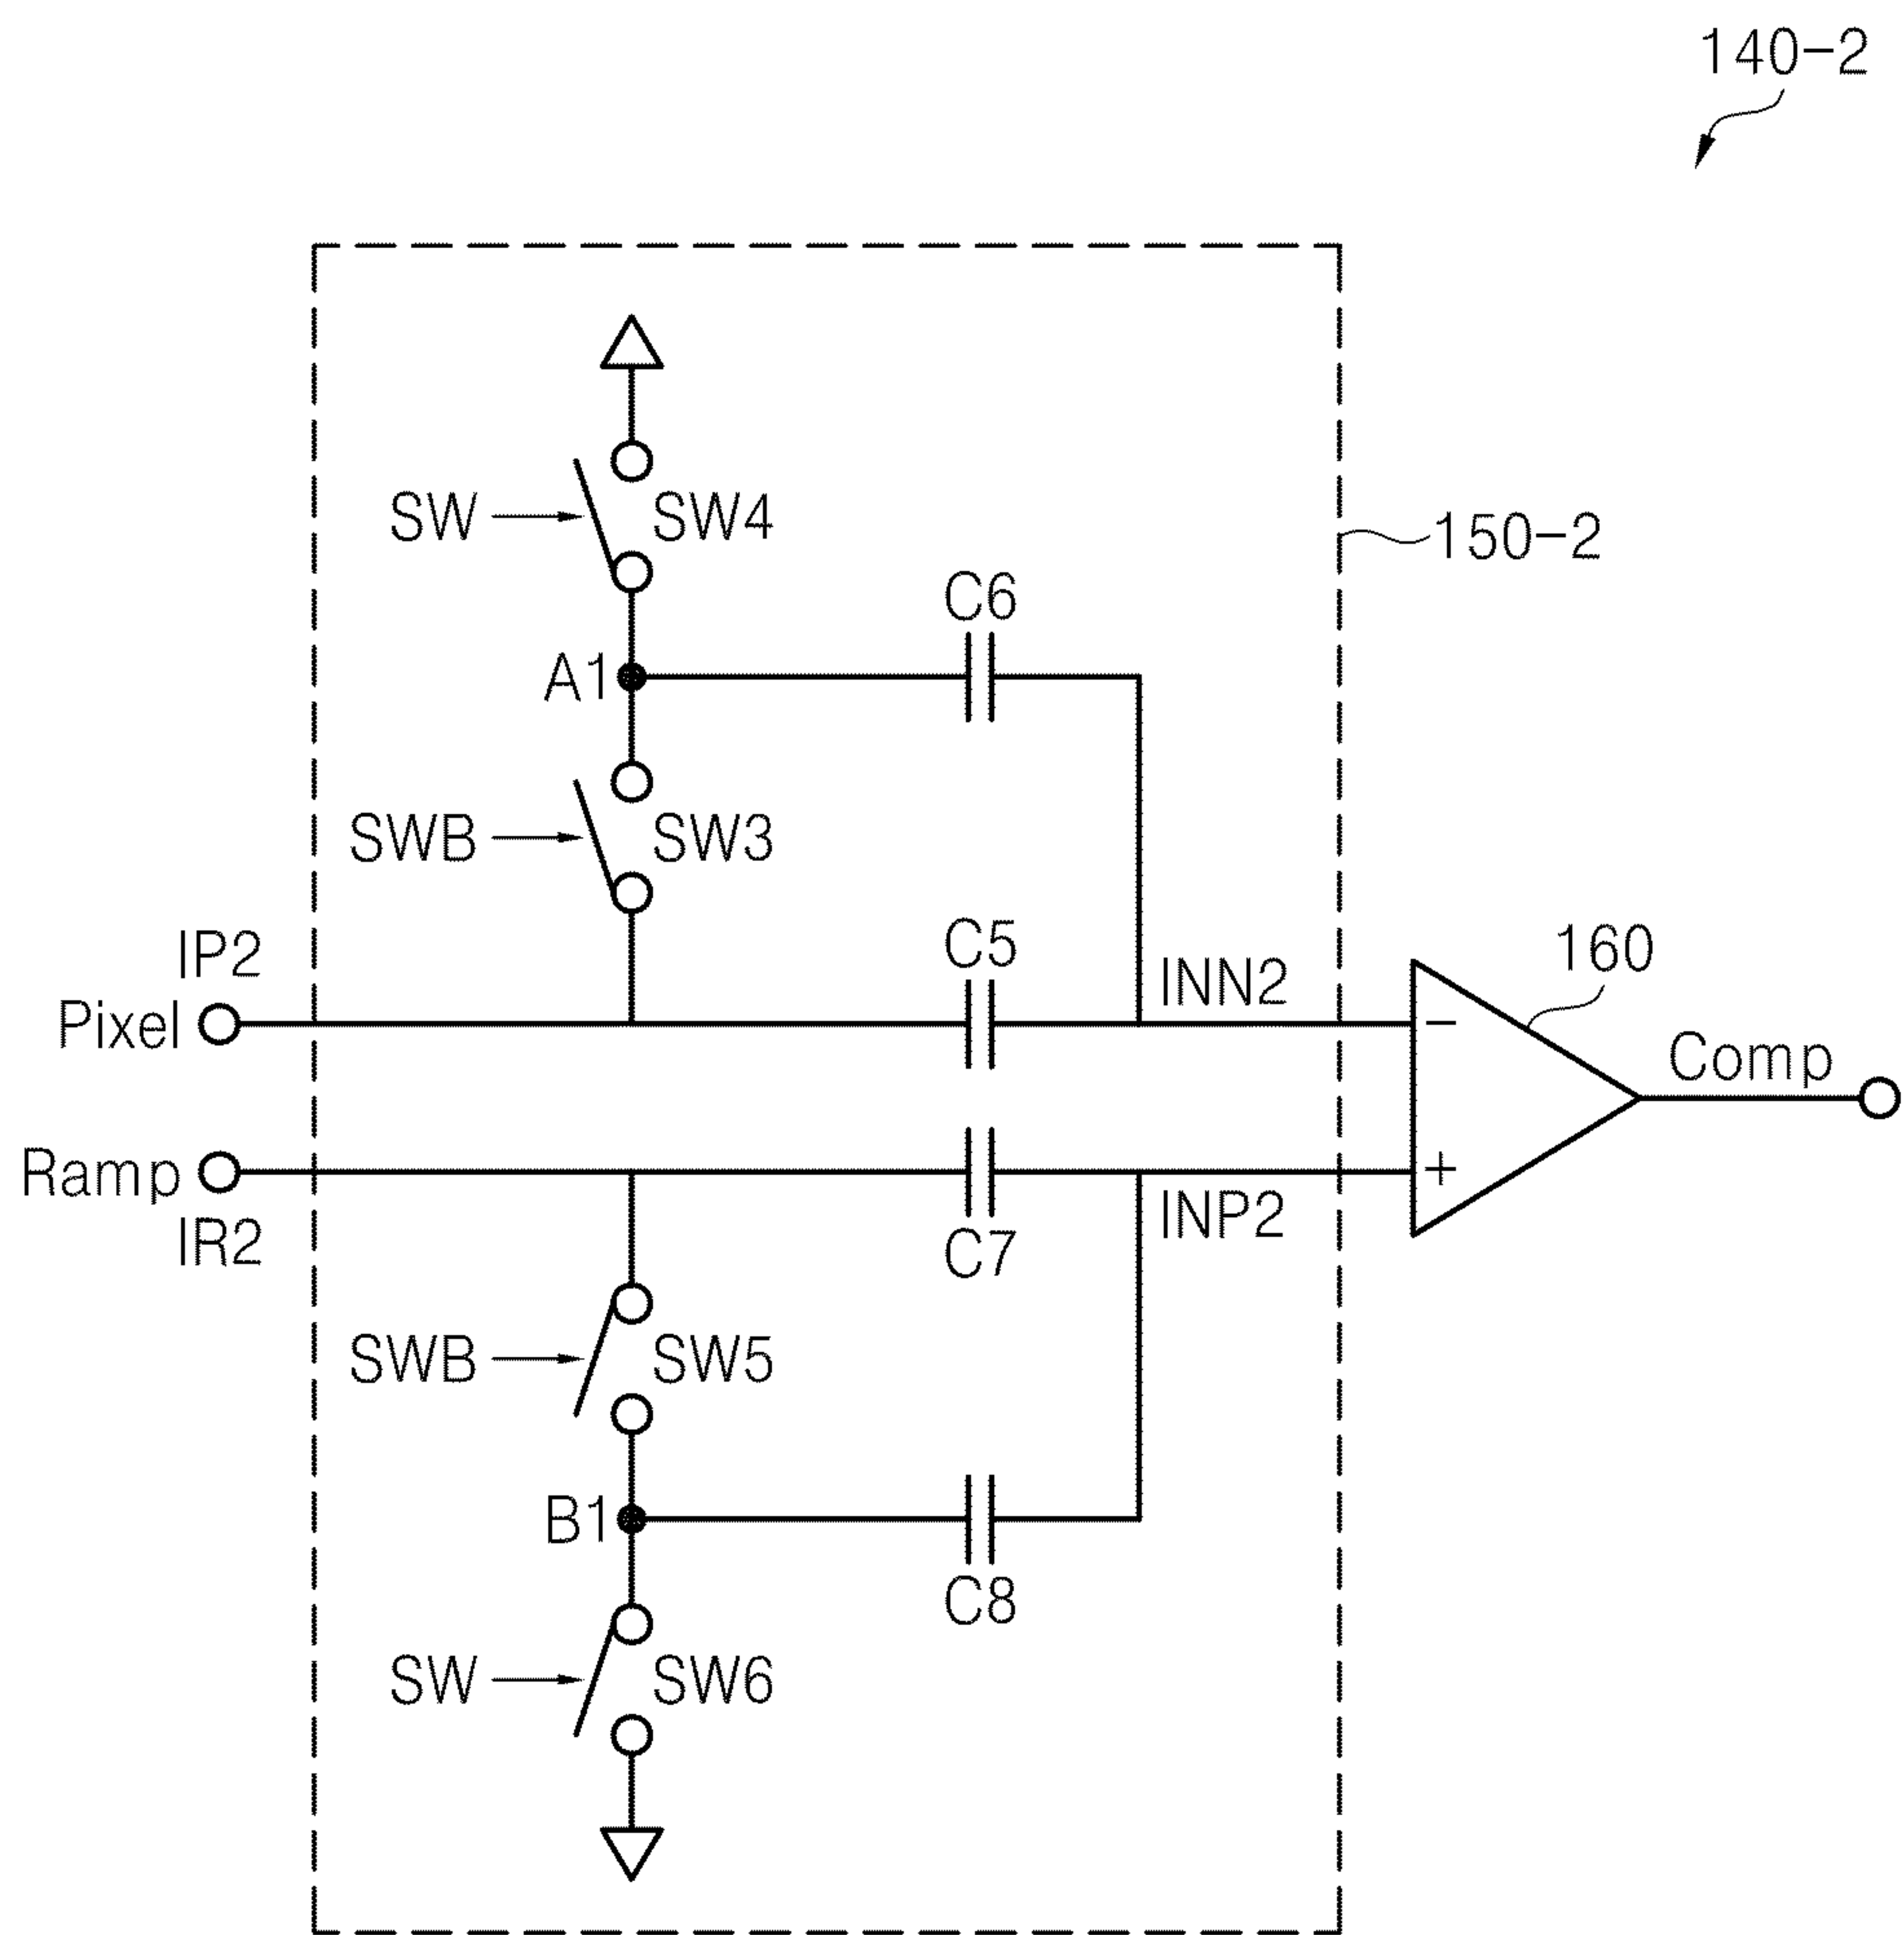 140-2
SW
SW4
150-2
C6
A1
SWB
SW3
IP2
C5
INN2
160
Pixel
−
Comp
Ramp
+
IR2
C7
INP2
SWB
SW5
B1
C8
SW
SW6